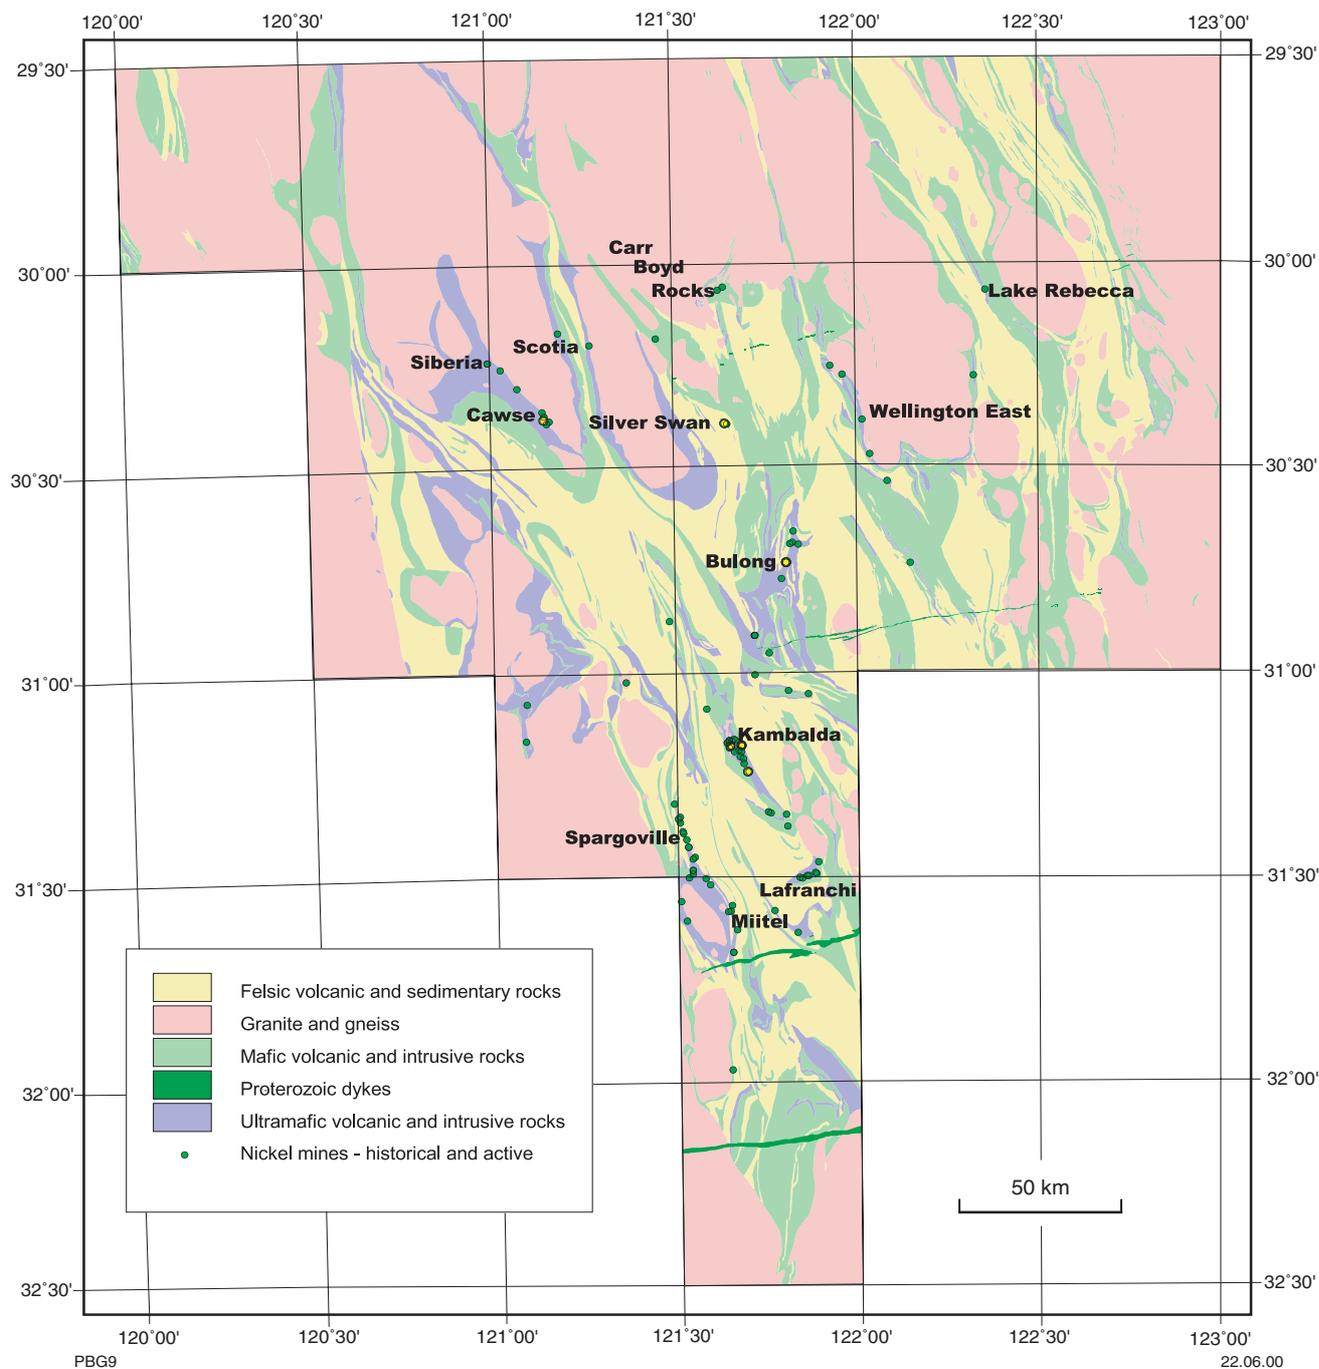 120˚00' 120˚30' 121˚00' 121˚30' 122˚00' 122˚30' 123˚00'
29˚30' 29˚30'
Carr
Boyd
30˚00' 30˚00'
Rocks Lake Rebecca
Scotia
Siberia
Wellington East
Cawse
Silver Swan
30˚30' 30˚30'
Bulong
31˚00' 31˚00'
Kambalda
Spargoville
31˚30' Lafranchi 31˚30'
Miitel
Felsic volcanic and sedimentary rocks
Granite and gneiss
Mafic volcanic and intrusive rocks
Proterozoic dykes
32˚00' 32˚00'
Ultramafic volcanic and intrusive rocks
Nickel mines - historical and active
50 km
32˚30' 32˚30'
120˚00' 120˚30' 121˚00' 121˚30' 122˚00' 122˚30' 123˚00'
PBG9 22.06.00